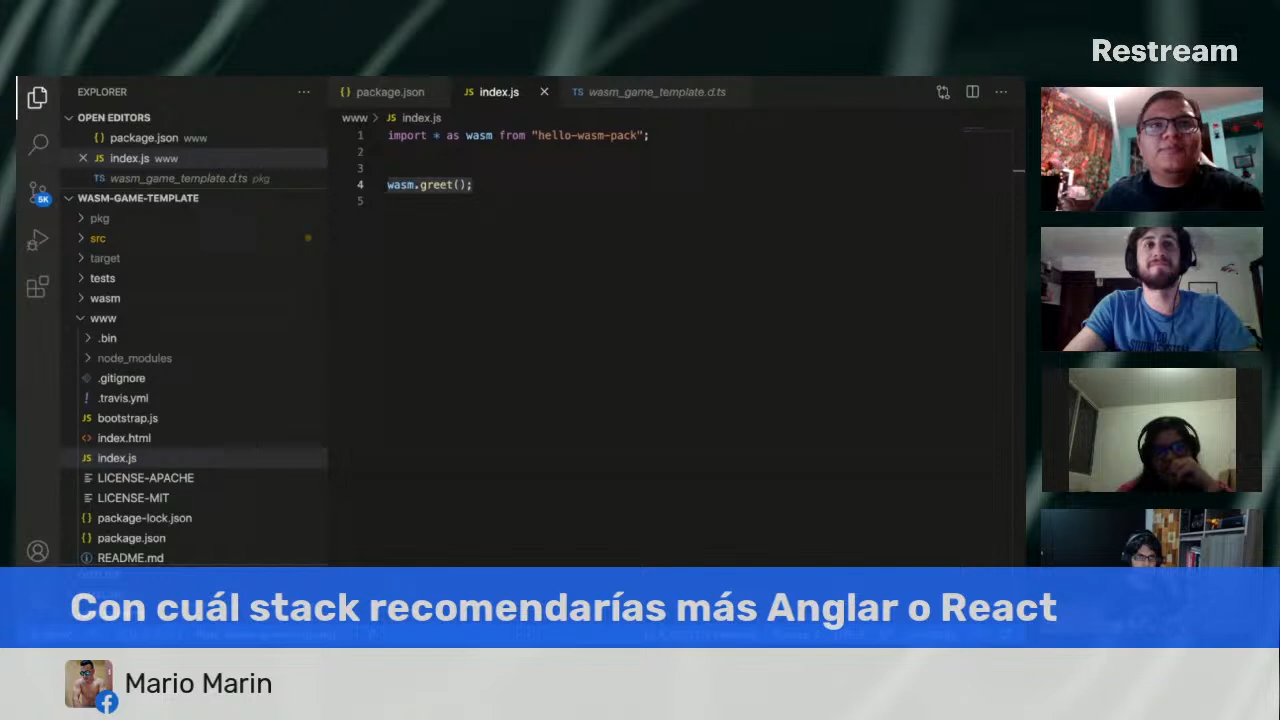 Restream
EXPLORER
OPEN EDITORS
package.json www
index.js www
wasm_game_template.d.ts pkg
5K
WASM-GAME-TEMPLATE
pkg
src
target
tests
wasm
www
.bin
node_modules
.gitignore
.travis.yml
bootstrap.js
index.html
index.js
LICENSE-APACHE
LICENSE-MIT
package-lock.json
package.json
README.md
package.json
JS index.js
TS wasm_game_template.d.ts
www > JS index.js
1 import * as wasm from "hello-wasm-pack";
2
3
4 wasm.greet();
5
Con cuál stack recomendarías más Anglar o React
Mario Marin